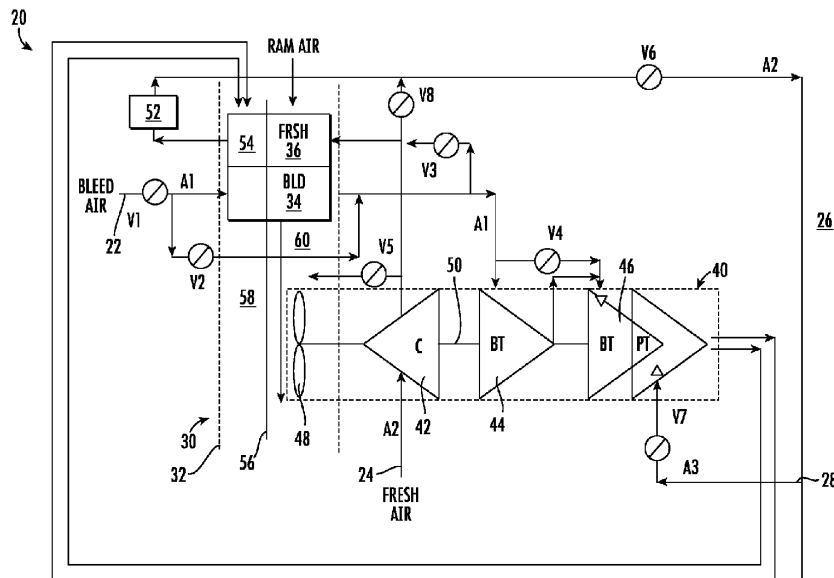 20
RAM AIR
V6
A2
V8
52
54
FRSH
36
V3
BLEED
AIR
A1
V1
22
BLD
34
26
A1
V4
60
V5
46
40
V2
50
58
C
BT
BT
PT
30
48
A2
42
44
V7
32
56
24
FRESH
AIR
A3
28